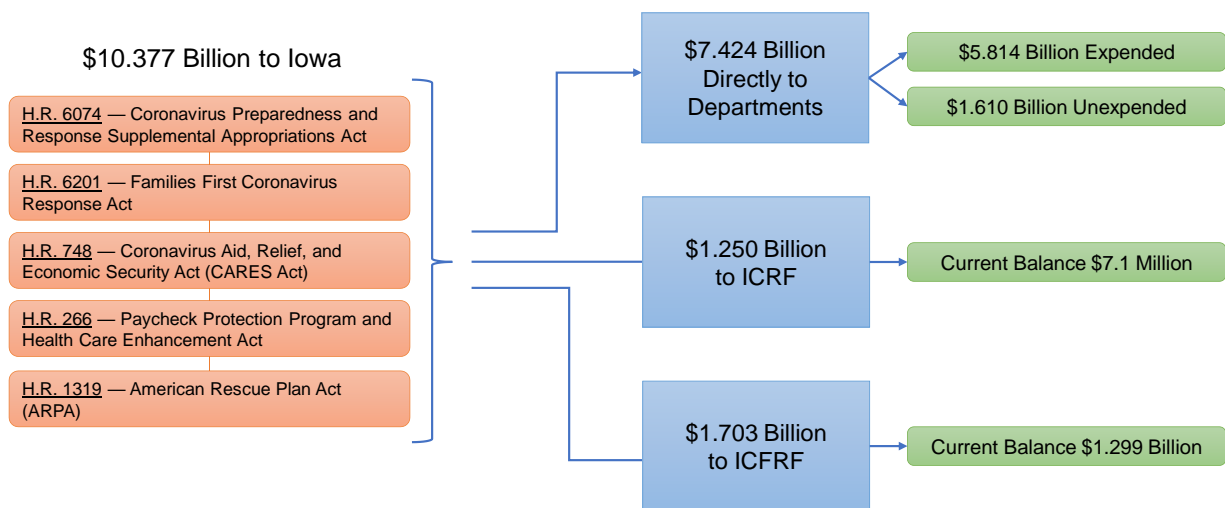 $10.377 Billion to Iowa
H.R. 6074 — Coronavirus Preparedness and
Response Supplemental Appropriations Act
H.R. 6201 — Families First Coronavirus
Response Act
H.R. 748 — Coronavirus Aid, Relief, and
Economic Security Act (CARES Act)
H.R. 266 — Paycheck Protection Program and
Health Care Enhancement Act
H.R. 1319 — American Rescue Plan Act
(ARPA)
$7.424 Billion
Directly to
Departments
$5.814 Billion Expended
$1.610 Billion Unexpended
$1.250 Billion
to ICRF
Current Balance $7.1 Million
$1.703 Billion
to ICFRF
Current Balance $1.299 Billion